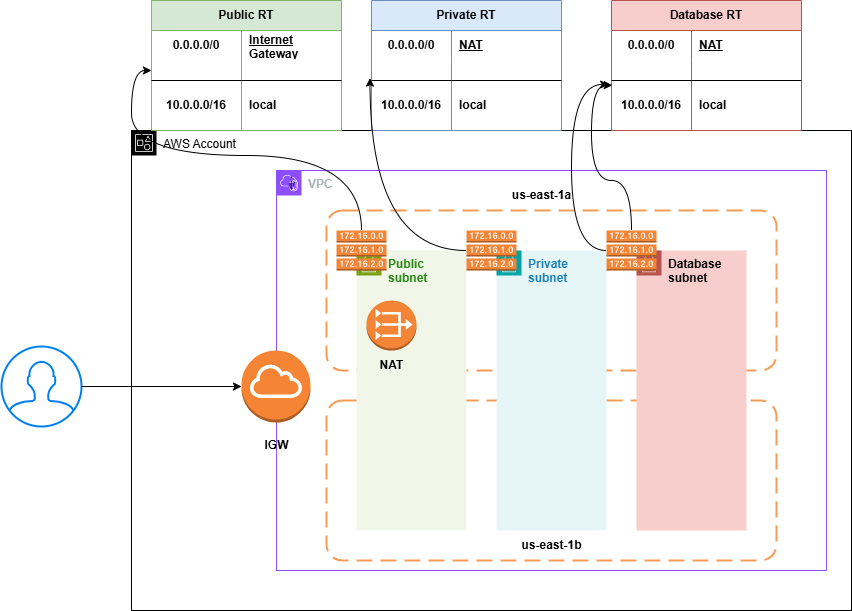 Public RT
0.0.0.0/0
Internet
Gateway
10.0.0.0/16
local
Private RT
0.0.0.0/0
NAT
10.0.0.0/16
local
Database RT
0.0.0.0/0
NAT
10.0.0.0/16
local
AWS Account
VPC
us-east-1a
172.16.0.0
172.16.1.0
172.16.2.0
Public
subnet
172.16.0.0
172.16.1.0
172.16.2.0
Private
subnet
172.16.0.0
172.16.1.0
172.16.2.0
Database
subnet
NAT
IGW
us-east-1b